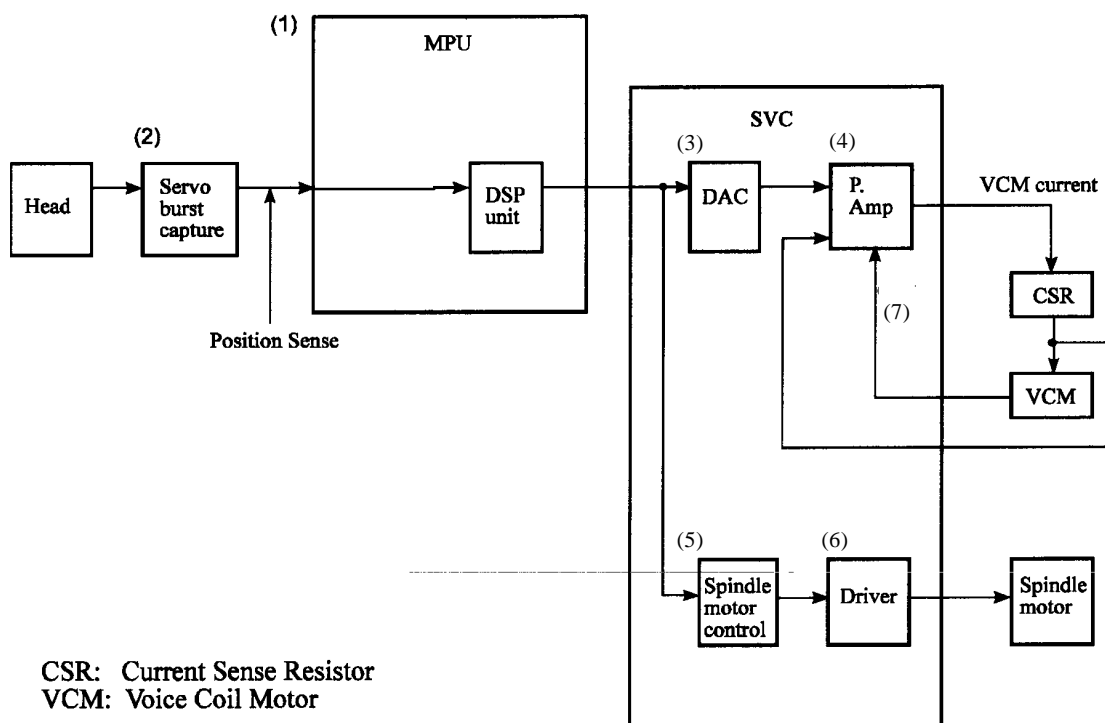 (1)
MPU
SVC
(2)
(3)
(4)
Head
Servo
burst
capture
DSP
unit
DAC
P.
Amp
VCM current
CSR
(7)
Position Sense
VCM
(5)
(6)
Spindle
motor
control
Driver
Spindle
motor
CSR: Current Sense Resistor
VCM: Voice Coil Motor